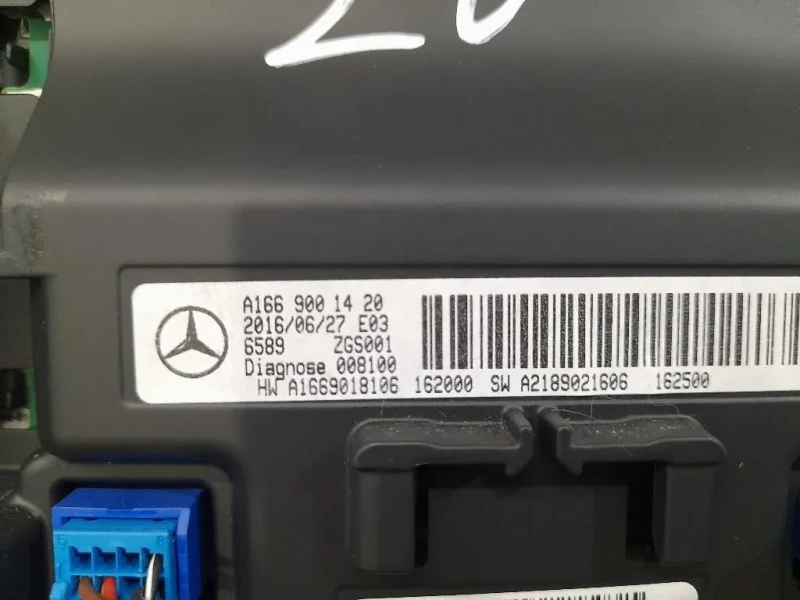 A166 900 14 20
2016/06/27 E03
6589 ZGS001
Diagnose 008100
HW A1669018106 162000 SW A2189021606 162500